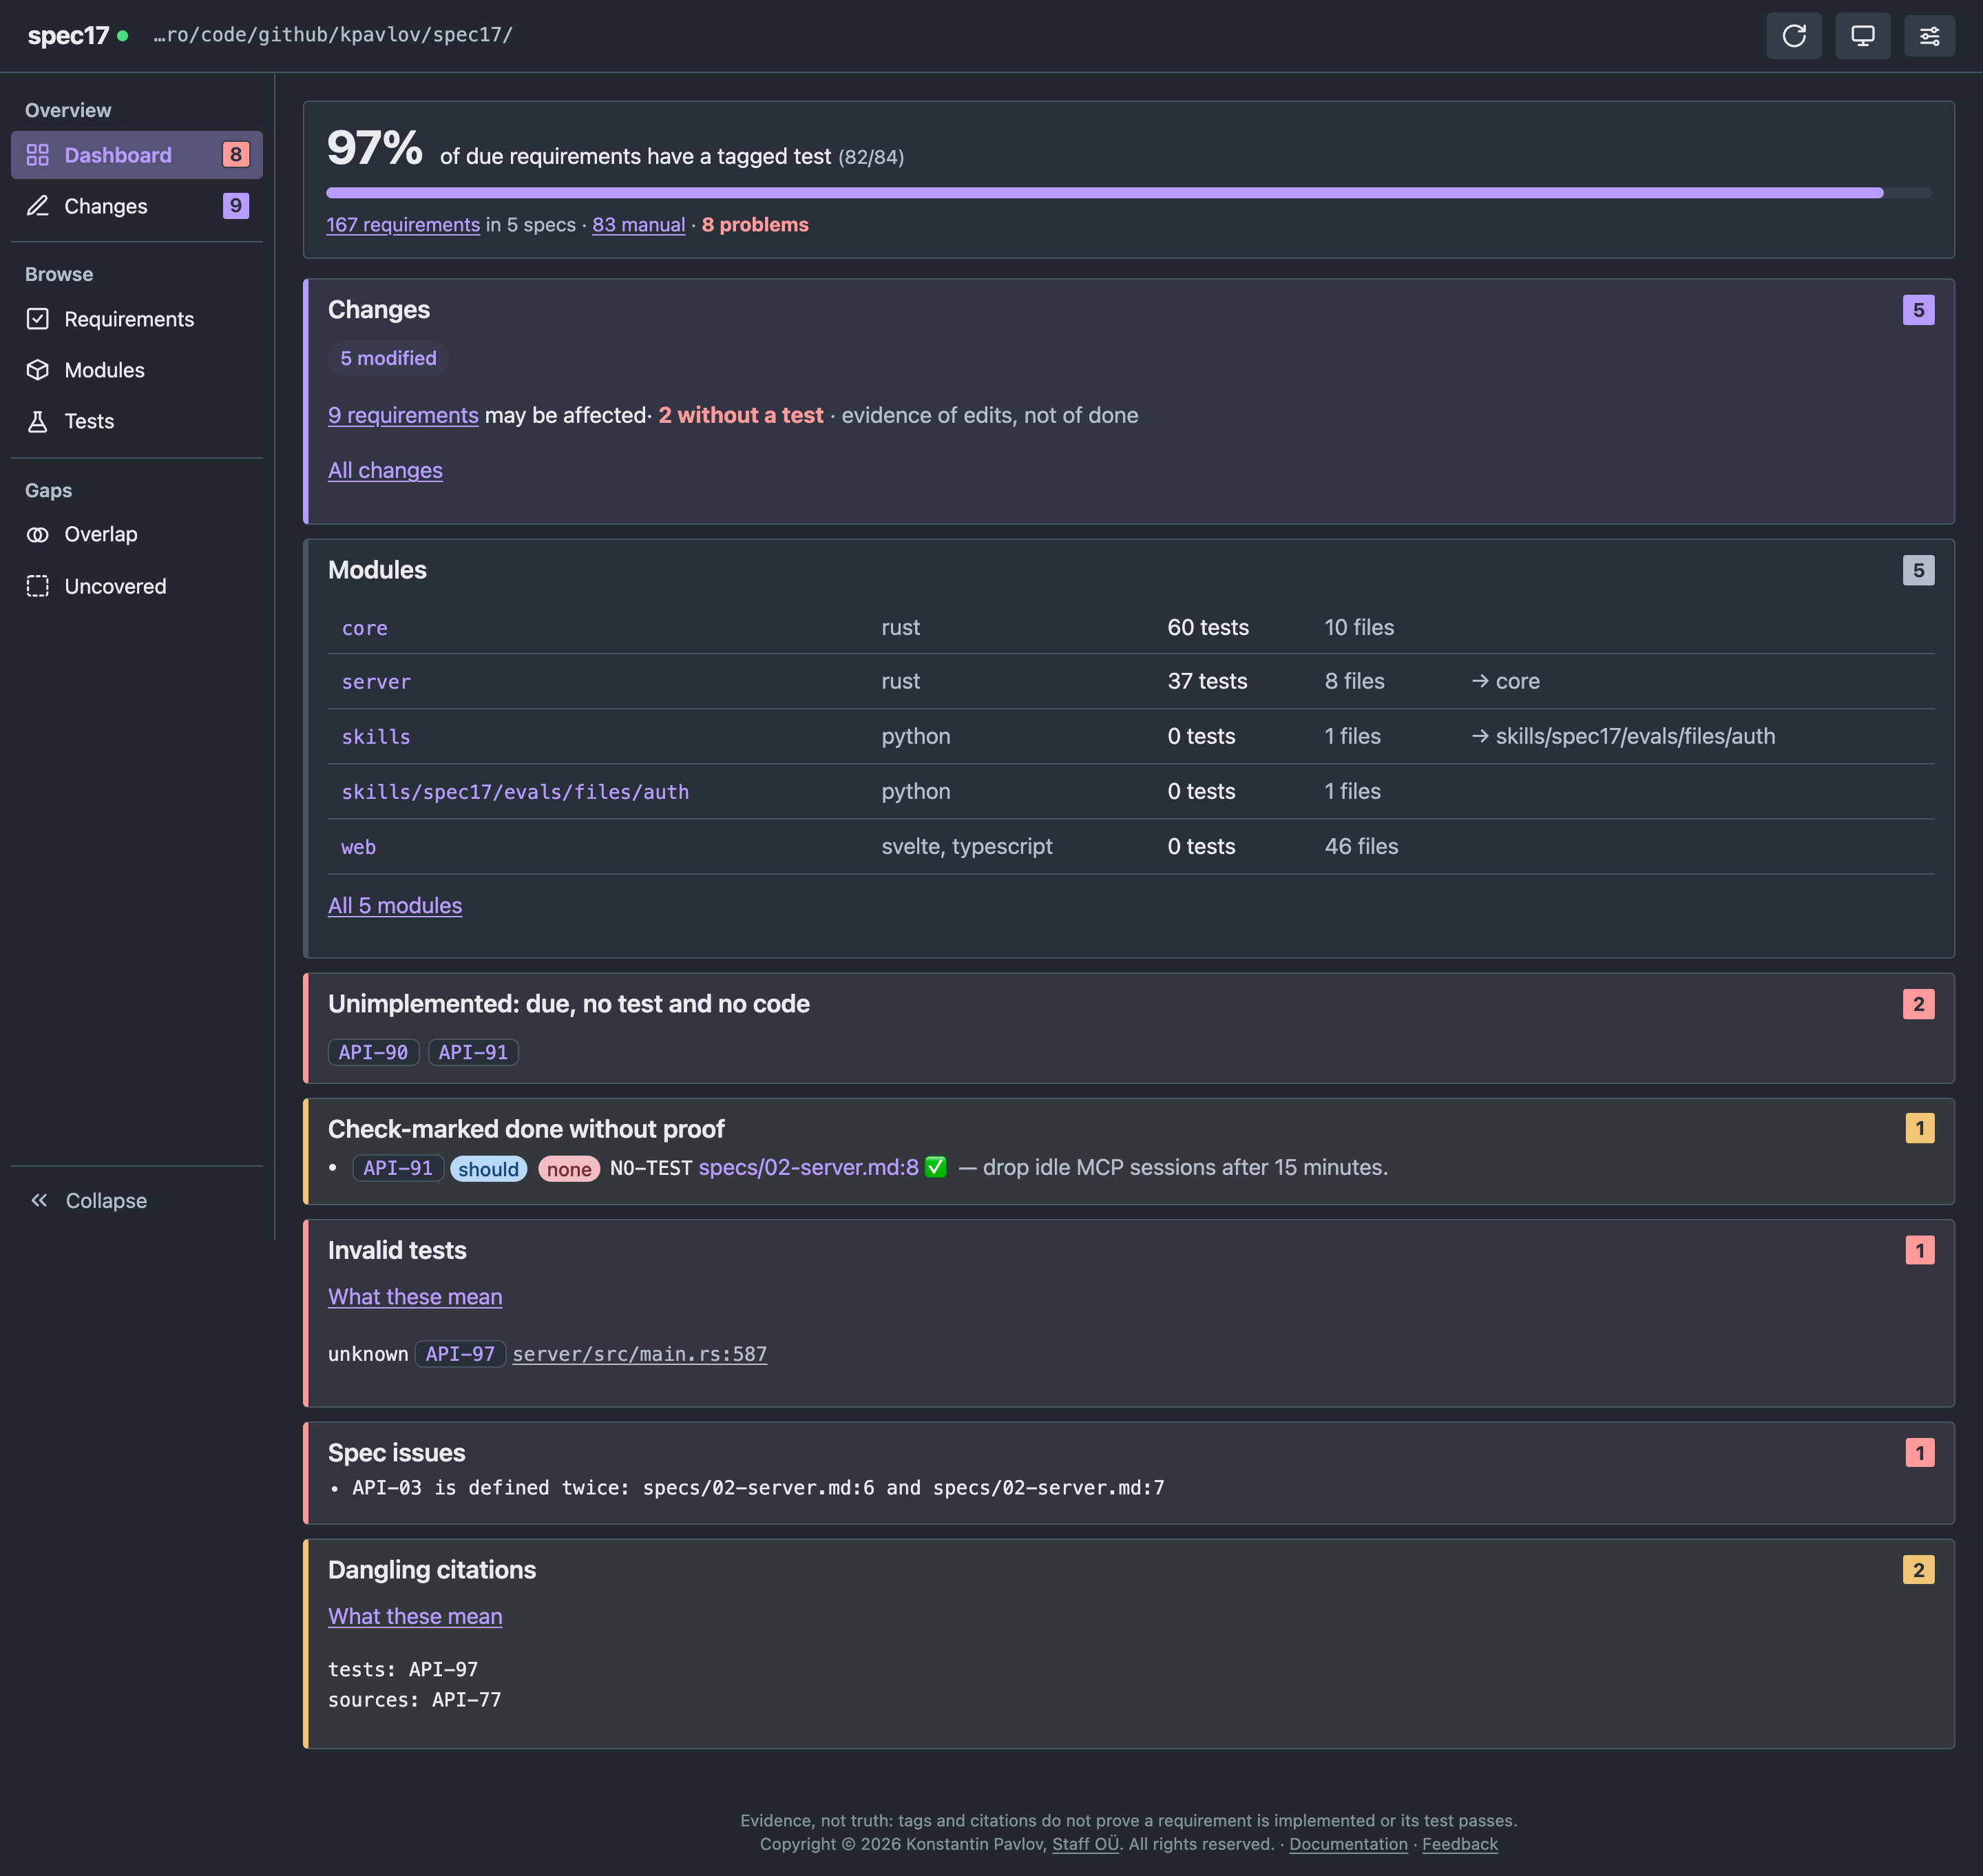 spec17 …ro/code/github/kpavlov/spec17/
Overview
Dashboard 8
Changes 9
Browse
Requirements
Modules
Tests
Gaps
Overlap
Uncovered
Collapse
97% of due requirements have a tagged test (82/84)
167 requirements in 5 specs · 83 manual · 8 problems
Changes 5
5 modified
9 requirements may be affected· 2 without a test · evidence of edits, not of done
All changes
Modules 5
core rust 60 tests 10 files
server rust 37 tests 8 files → core
skills python 0 tests 1 files → skills/spec17/evals/files/auth
skills/spec17/evals/files/auth python 0 tests 1 files
web svelte, typescript 0 tests 46 files
All 5 modules
Unimplemented: due, no test and no code 2
API-90 API-91
Check-marked done without proof 1
• API-91 should none NO-TEST specs/02-server.md:8 ✅ — drop idle MCP sessions after 15 minutes.
Invalid tests 1
What these mean
unknown API-97 server/src/main.rs:587
Spec issues 1
• API-03 is defined twice: specs/02-server.md:6 and specs/02-server.md:7
Dangling citations 2
What these mean
tests: API-97
sources: API-77
Evidence, not truth: tags and citations do not prove a requirement is implemented or its test passes.
Copyright © 2026 Konstantin Pavlov, Staff OÜ. All rights reserved. · Documentation · Feedback